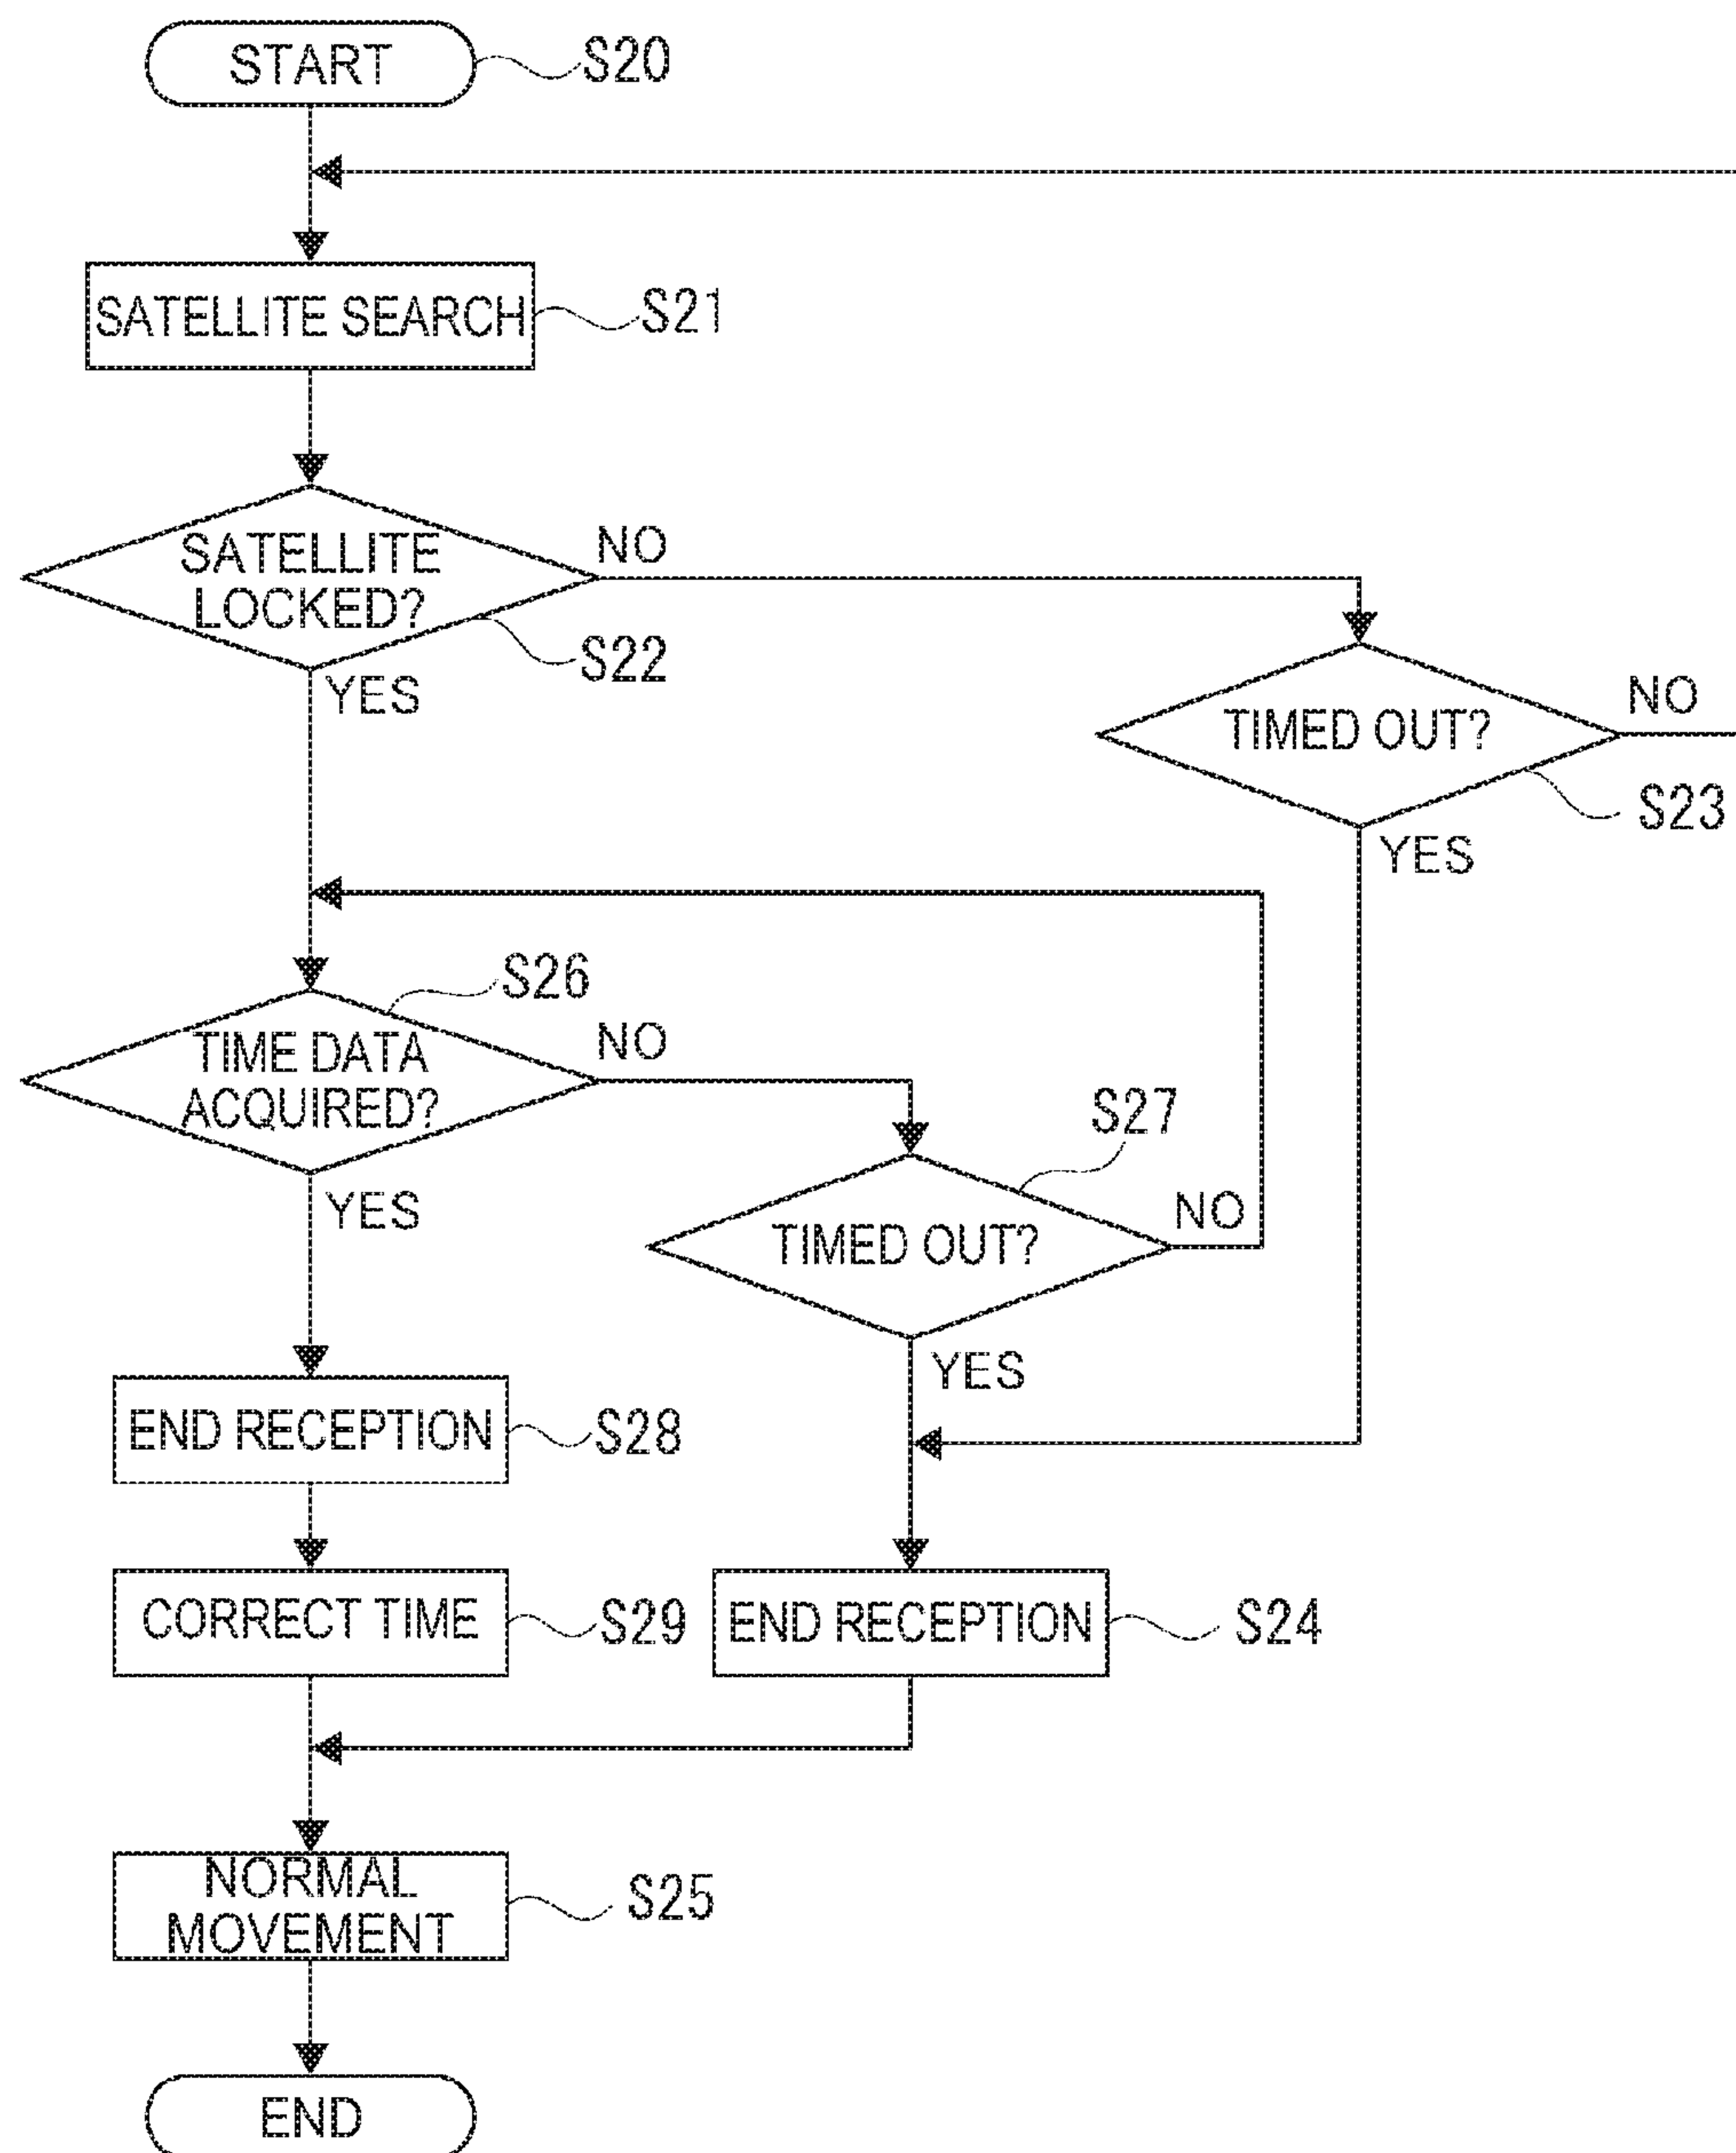 START
S20
SATELLITE SEARCH
S21
SATELLITE
LOCKED?
NO
S22
YES
TIMED OUT?
NO
S23
YES
S26
TIME DATA
ACQUIRED?
NO
YES
S27
TIMED OUT?
NO
YES
END RECEPTION
S28
CORRECT TIME
S29
END RECEPTION
S24
NORMAL
MOVEMENT
S25
END